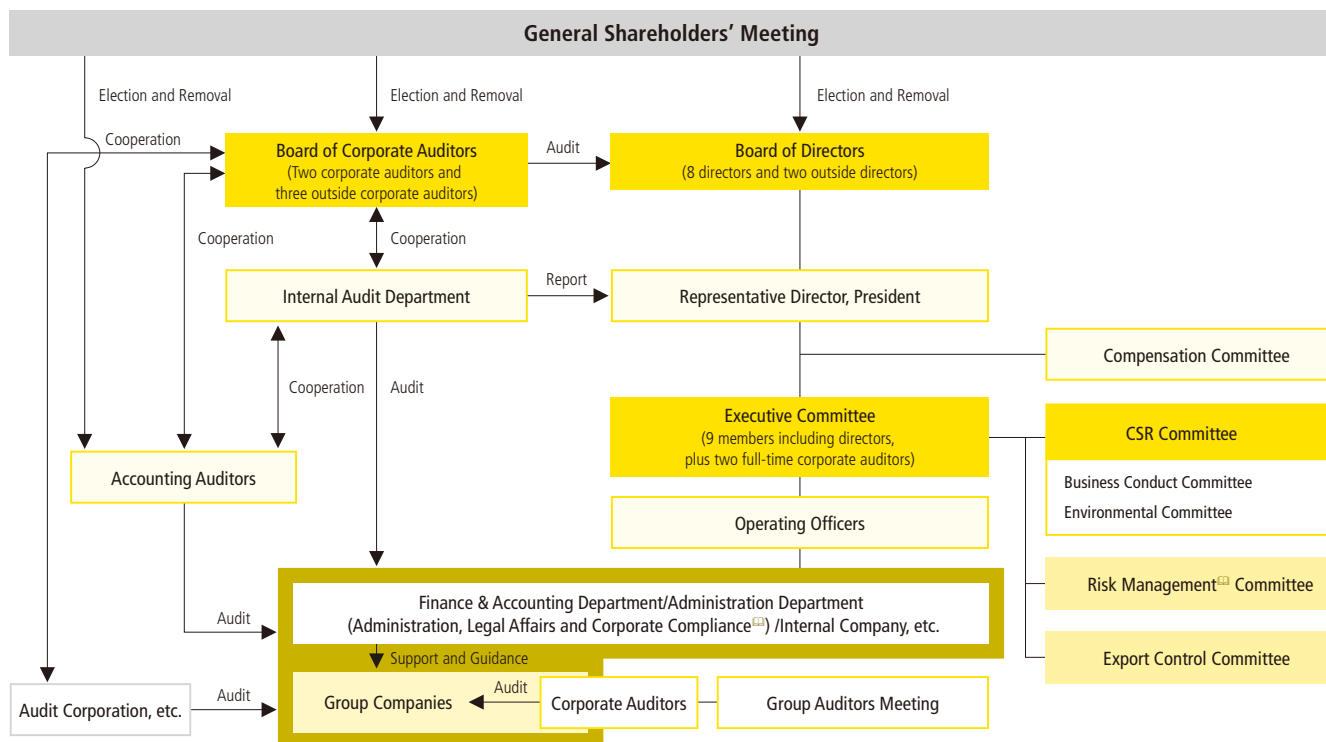 General Shareholders' Meeting
Election and Removal
Election and Removal
Election and Removal
Cooperation
Board of Corporate Auditors
(Two corporate auditors and
three outside corporate auditors)
Audit
Board of Directors
(8 directors and two outside directors)
Cooperation
Cooperation
Internal Audit Department
Report
Representative Director, President
Compensation Committee
Cooperation
Audit
Executive Committee
(9 members including directors,
plus two full-time corporate auditors)
CSR Committee
Business Conduct Committee
Environmental Committee
Accounting Auditors
Operating Officers
Risk Management Committee
Audit
Finance & Accounting Department/Administration Department
(Administration, Legal Affairs and Corporate Compliance) /Internal Company, etc.
Support and Guidance
Export Control Committee
Audit Corporation, etc.
Audit
Group Companies
Audit
Corporate Auditors
Group Auditors Meeting